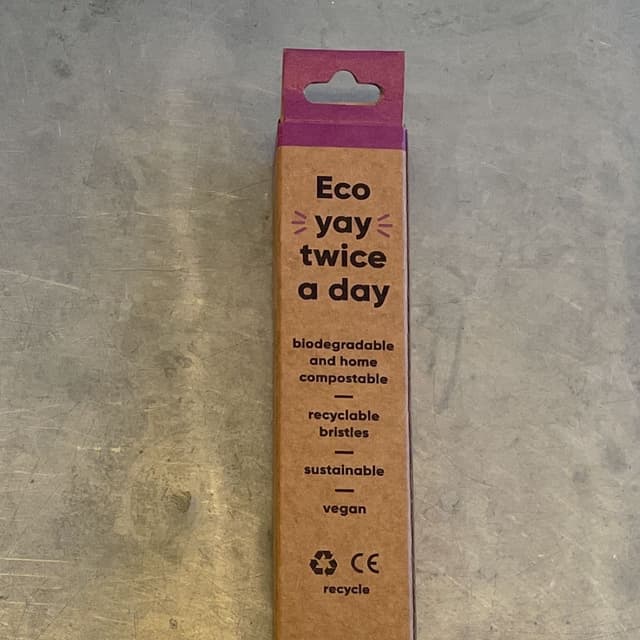 Eco
yay
twice
a day
biodegradable
and home
compostable
recyclable
bristles
sustainable
vegan
CE
recycle